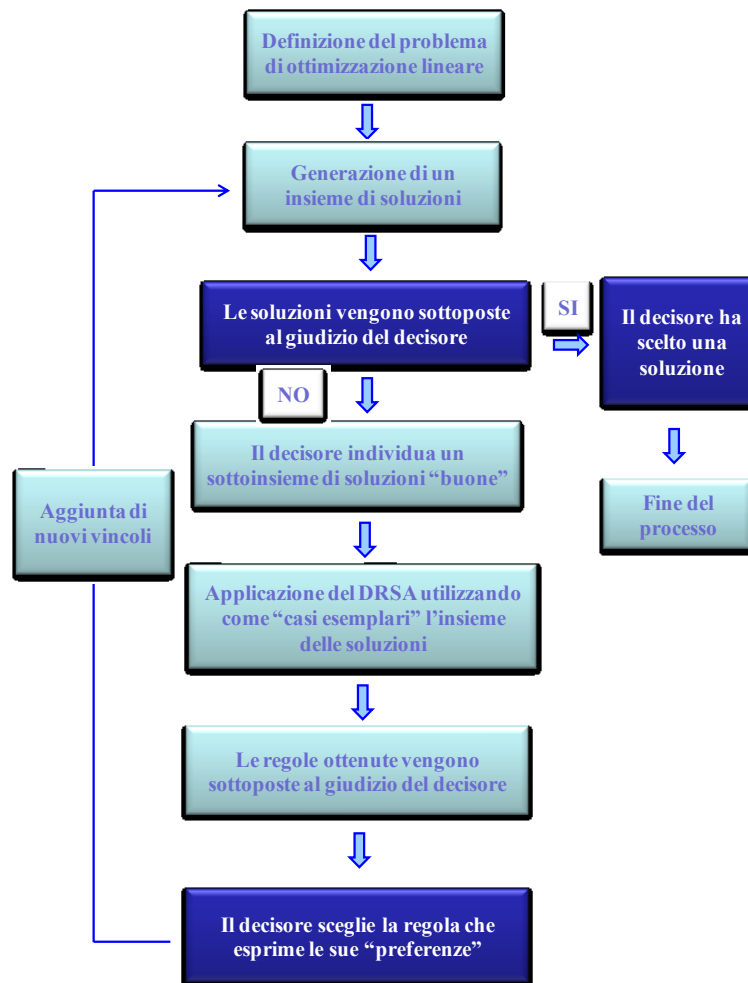 Definizione del problema
di ottimizzazione lineare
Generazione di un
insieme di soluzioni
Le soluzioni vengono sottoposte
al giudizio del decisore
SI
Il decisore ha
scelto una
soluzione
NO
Il decisore individua un
sottoinsieme di soluzioni “buone”
Fine del
processo
Aggiunta di
nuovi vincoli
Applicazione del DRSA utilizzando
come “casi esemplari” l’insieme
delle soluzioni
Le regole ottenute vengono
sottoposte al giudizio del decisore
Il decisore sceglie la regola che
esprime le sue “preferenze”